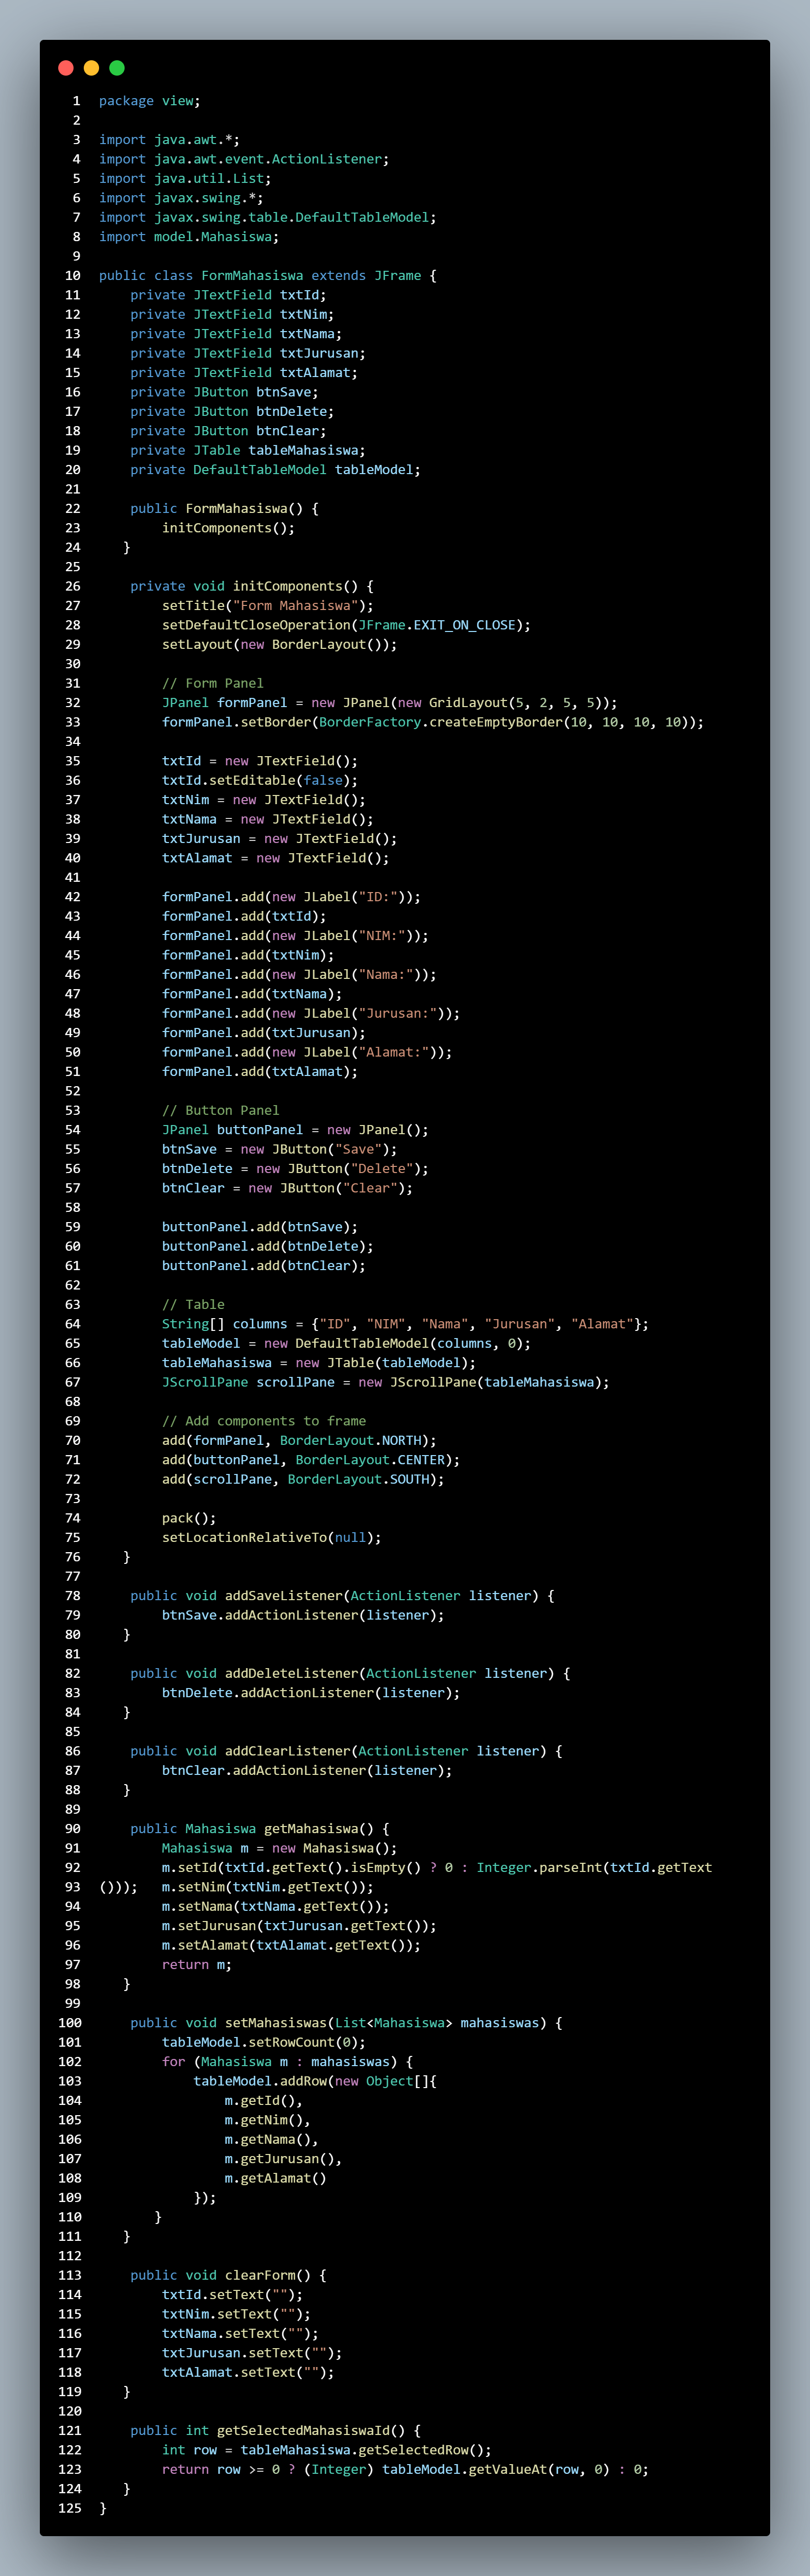 1 package view;
2
3 import java.awt.*;
4 import java.awt.event.ActionListener;
5 import java.util.List;
6 import javax.swing.*;
7 import javax.swing.table.DefaultTableModel;
8 import model.Mahasiswa;
9
10 public class FormMahasiswa extends JFrame {
11     private JTextField txtId;
12     private JTextField txtNim;
13     private JTextField txtNama;
14     private JTextField txtJurusan;
15     private JTextField txtAlamat;
16     private JButton btnSave;
17     private JButton btnDelete;
18     private JButton btnClear;
19     private JTable tableMahasiswa;
20     private DefaultTableModel tableModel;
21
22     public FormMahasiswa() {
23         initComponents();
24    }
25
26     private void initComponents() {
27         setTitle("Form Mahasiswa");
28         setDefaultCloseOperation(JFrame.EXIT_ON_CLOSE);
29         setLayout(new BorderLayout());
30
31         // Form Panel
32         JPanel formPanel = new JPanel(new GridLayout(5, 2, 5, 5));
33         formPanel.setBorder(BorderFactory.createEmptyBorder(10, 10, 10, 10));
34
35         txtId = new JTextField();
36         txtId.setEditable(false);
37         txtNim = new JTextField();
38         txtNama = new JTextField();
39         txtJurusan = new JTextField();
40         txtAlamat = new JTextField();
41
42         formPanel.add(new JLabel("ID:"));
43         formPanel.add(txtId);
44         formPanel.add(new JLabel("NIM:"));
45         formPanel.add(txtNim);
46         formPanel.add(new JLabel("Nama:"));
47         formPanel.add(txtNama);
48         formPanel.add(new JLabel("Jurusan:"));
49         formPanel.add(txtJurusan);
50         formPanel.add(new JLabel("Alamat:"));
51         formPanel.add(txtAlamat);
52
53         // Button Panel
54         JPanel buttonPanel = new JPanel();
55         btnSave = new JButton("Save");
56         btnDelete = new JButton("Delete");
57         btnClear = new JButton("Clear");
58
59         buttonPanel.add(btnSave);
60         buttonPanel.add(btnDelete);
61         buttonPanel.add(btnClear);
62
63         // Table
64         String[] columns = {"ID", "NIM", "Nama", "Jurusan", "Alamat"};
65         tableModel = new DefaultTableModel(columns, 0);
66         tableMahasiswa = new JTable(tableModel);
67         JScrollPane scrollPane = new JScrollPane(tableMahasiswa);
68
69         // Add components to frame
70         add(formPanel, BorderLayout.NORTH);
71         add(buttonPanel, BorderLayout.CENTER);
72         add(scrollPane, BorderLayout.SOUTH);
73
74         pack();
75         setLocationRelativeTo(null);
76    }
77
78     public void addSaveListener(ActionListener listener) {
79         btnSave.addActionListener(listener);
80    }
81
82     public void addDeleteListener(ActionListener listener) {
83         btnDelete.addActionListener(listener);
84    }
85
86     public void addClearListener(ActionListener listener) {
87         btnClear.addActionListener(listener);
88    }
89
90     public Mahasiswa getMahasiswa() {
91         Mahasiswa m = new Mahasiswa();
92         m.setId(txtId.getText().isEmpty() ? 0 : Integer.parseInt(txtId.getText
93 ()));   m.setNim(txtNim.getText());
94         m.setNama(txtNama.getText());
95         m.setJurusan(txtJurusan.getText());
96         m.setAlamat(txtAlamat.getText());
97         return m;
98    }
99
100     public void setMahasiswas(List<Mahasiswa> mahasiswas) {
101         tableModel.setRowCount(0);
102         for (Mahasiswa m : mahasiswas) {
103             tableModel.addRow(new Object[]{
104                 m.getId(),
105                 m.getNim(),
106                 m.getNama(),
107                 m.getJurusan(),
108                 m.getAlamat()
109             });
110        }
111    }
112
113     public void clearForm() {
114         txtId.setText("");
115         txtNim.setText("");
116         txtNama.setText("");
117         txtJurusan.setText("");
118         txtAlamat.setText("");
119    }
120
121     public int getSelectedMahasiswaId() {
122         int row = tableMahasiswa.getSelectedRow();
123         return row >= 0 ? (Integer) tableModel.getValueAt(row, 0) : 0;
124    }
125 }